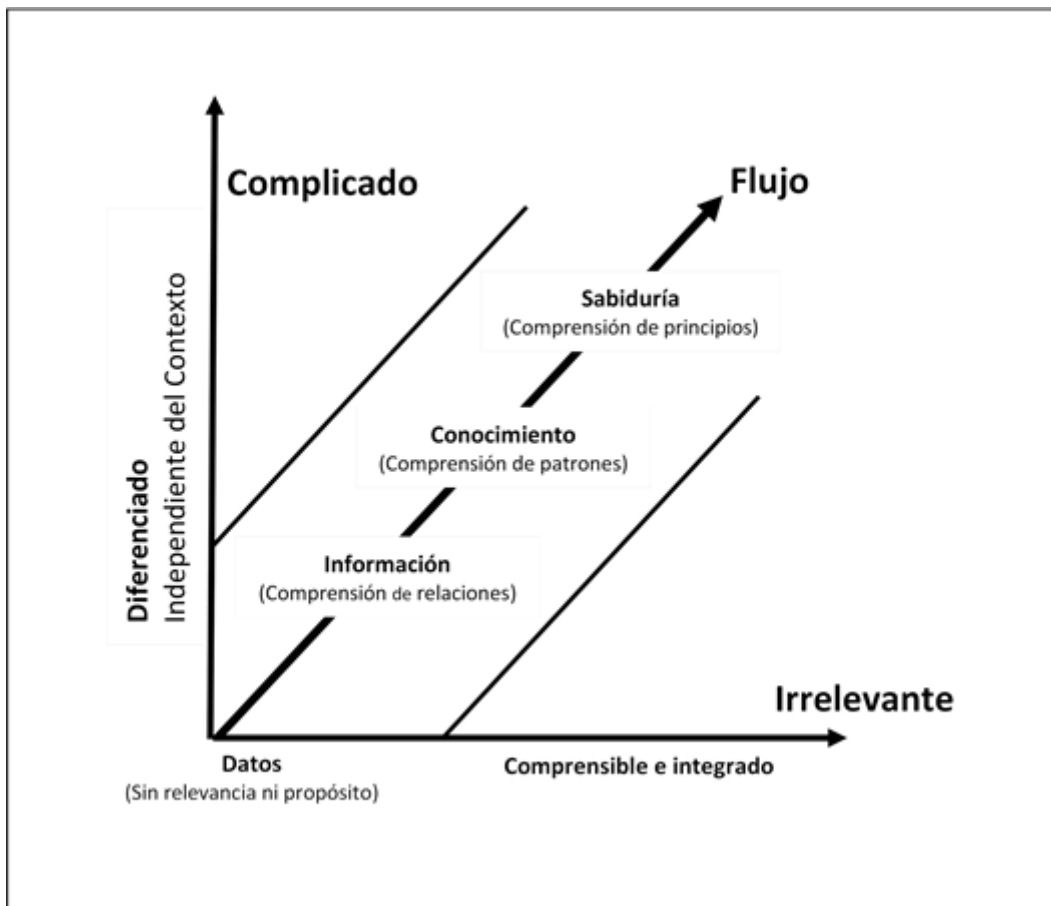 Complicado
Flujo
Sabiduría
(Comprensión de principios)
Diferenciado
Independiente del Contexto
Conocimiento
(Comprensión de patrones)
Información
(Comprensión de relaciones)
Irrelevante
Datos
(Sin relevancia ni propósito)
Comprensible e integrado